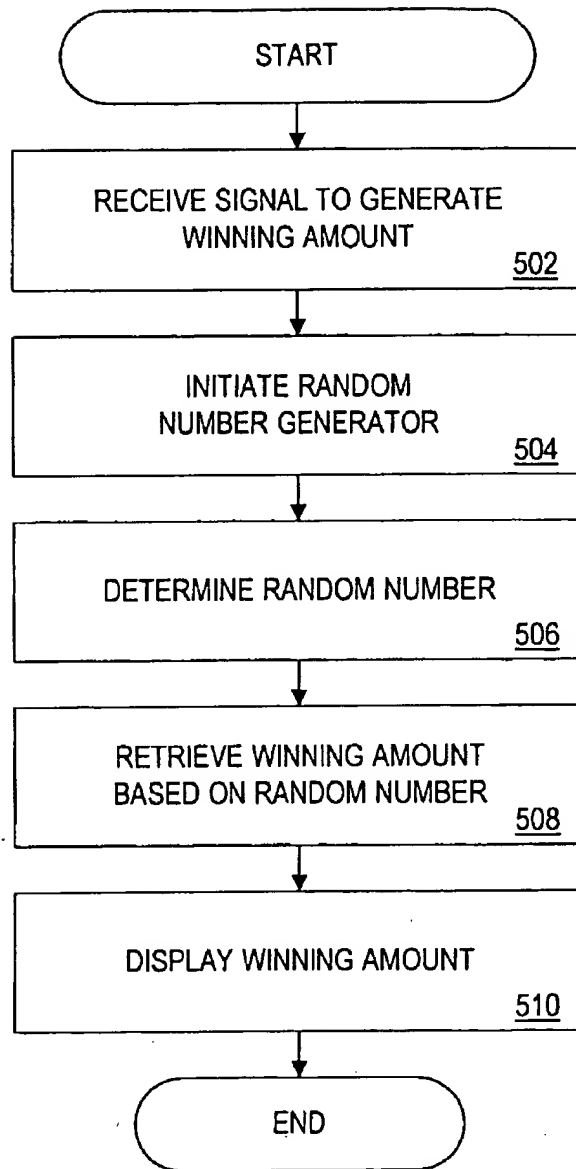 START
RECEIVE SIGNAL TO GENERATE
WINNING AMOUNT
502
INITIATE RANDOM
NUMBER GENERATOR
504
DETERMINE RANDOM NUMBER
506
RETRIEVE WINNING AMOUNT
BASED ON RANDOM NUMBER
508
DISPLAY WINNING AMOUNT
510
END